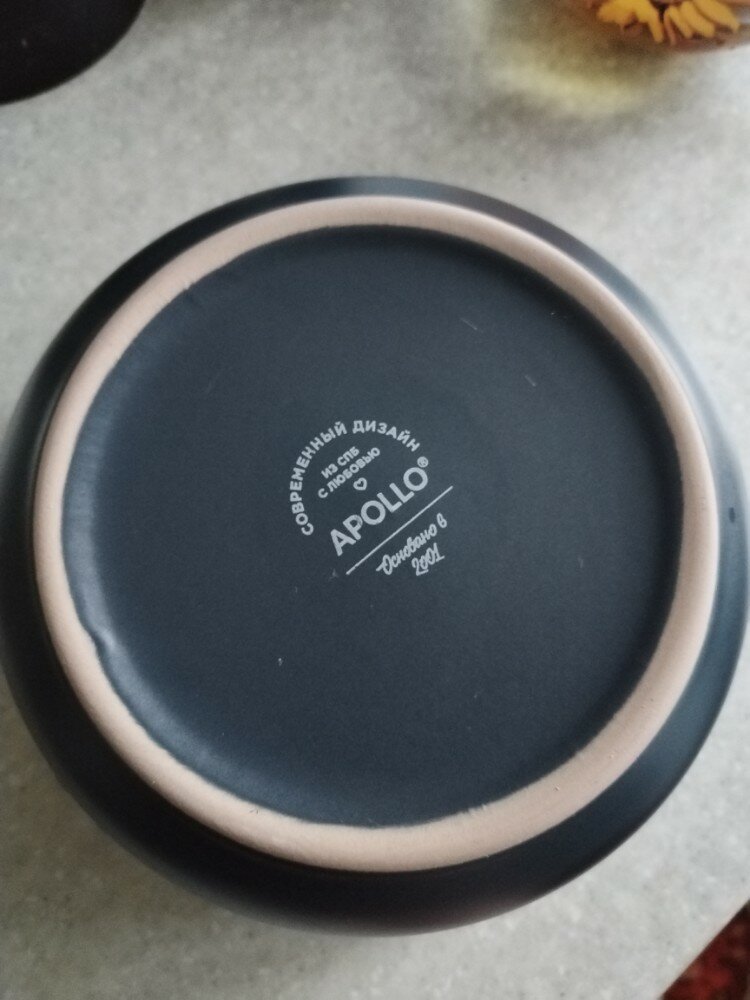 СОВРЕМЕННЫЙ ДИЗАЙН
ИЗ СПБ
С ЛЮБОВЬЮ
APOLLO®
Основано в
2001